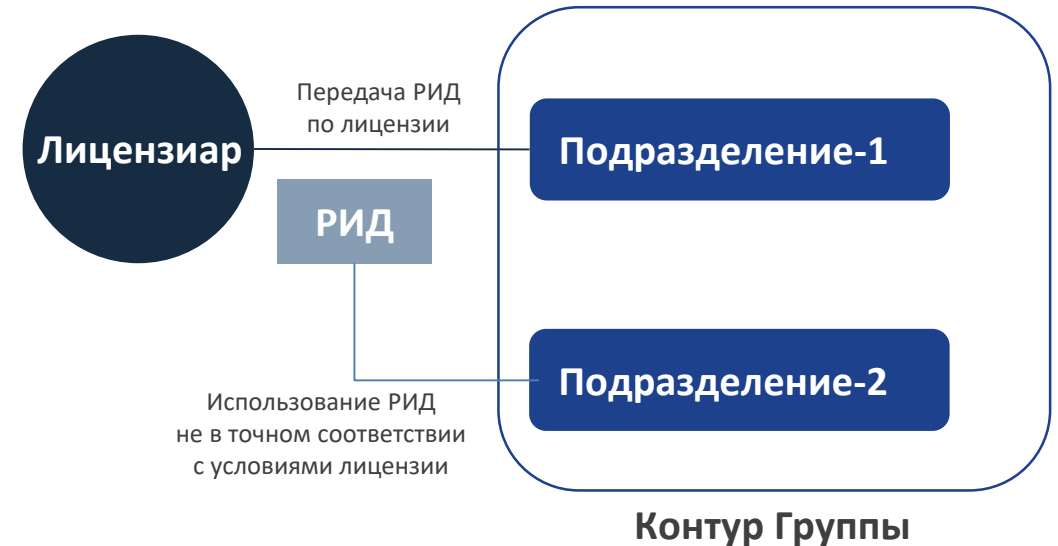 Передача РИД
по лицензии
Лицензиар
Подразделение-1
РИД
Подразделение-2
Использование РИД
не в точном соответствии
с условиями лицензии
Контур Группы